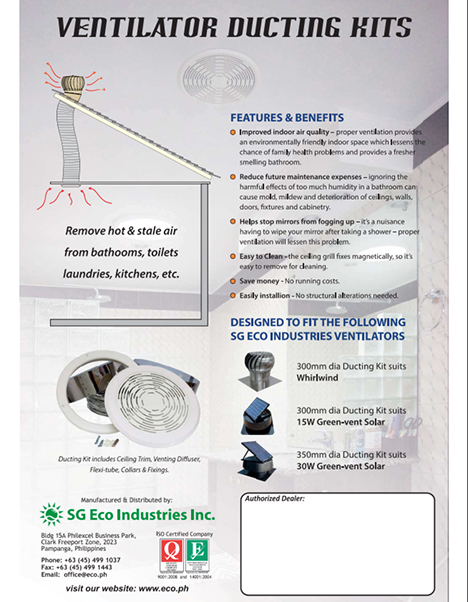 VENTILATOR DUCTING KITS
Remove hot & stale air
from bathooms, toilets
laundries, kitchens, etc.
FEATURES & BENEFITS
Improved indoor air quality – proper ventilation provides
an environmentally friendly indoor space which lessens the
chance of family health problems and provides a fresher
smelling bathroom.
Reduce future maintenance expenses – ignoring the
harmful effects of too much humidity in a bathroom can
cause mold, mildew and deterioration of ceilings, walls,
doors, fixtures and cabinetry.
Helps stop mirrors from fogging up – it's a nuisance
having to wipe your mirror after taking a shower – proper
ventilation will lessen this problem.
Easy to Clean - the ceiling grill fixes magnetically, so it's
easy to remove for cleaning.
Save money - No running costs.
Easily installion - No structural alterations needed.
DESIGNED TO FIT THE FOLLOWING
SG ECO INDUSTRIES VENTILATORS
300mm dia Ducting Kit suits
Whirlwind
300mm dia Ducting Kit suits
15W Green-vent Solar
350mm dia Ducting Kit suits
30W Green-vent Solar
Ducting Kit includes Ceiling Trim, Venting Diffuser,
Flexi-tube, Collars & Fixings.
Manufactured & Distributed by:
SG Eco Industries Inc.
Bldg 15A Philexcel Business Park,
Clark Freeport Zone, 2023
Pampanga, Philippines
Phone: +63 (45) 499 1037
Fax: +63 (45) 499 1443
Email: office@eco.ph
ISO Certified Company
Q E
9001:2008 and 14001:2004
visit our website: www.eco.ph
Authorized Dealer: